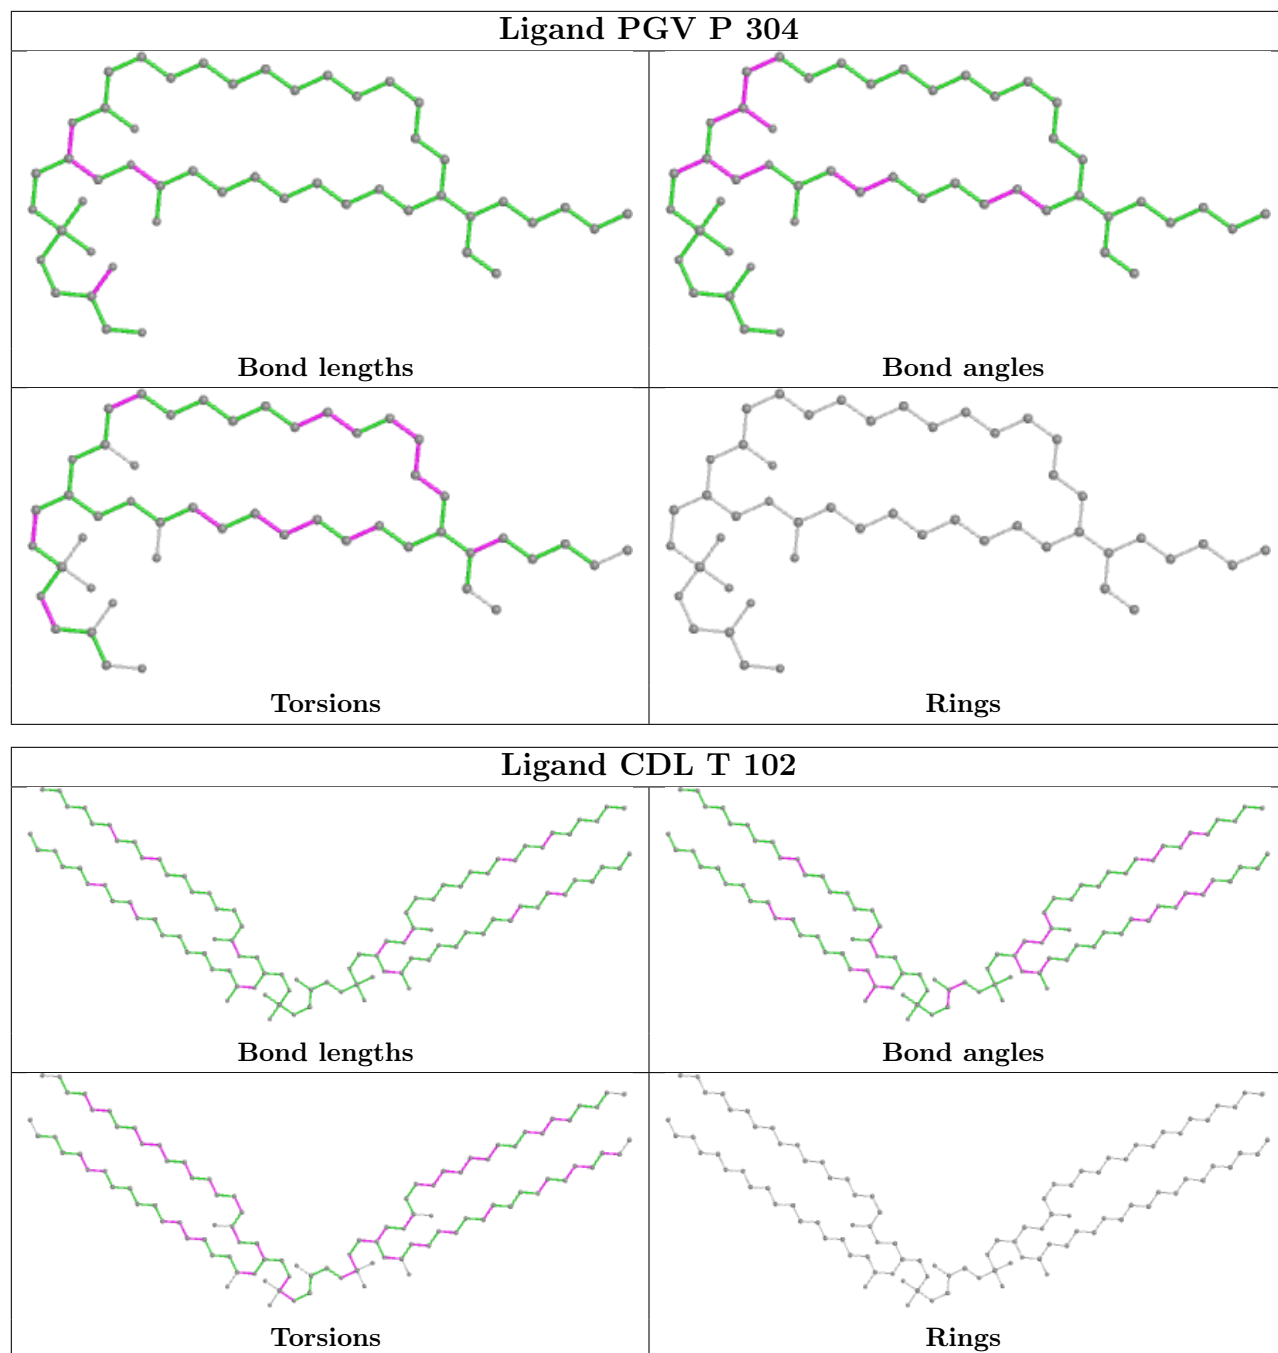 Ligand PGV P 304
Bond lengths
Bond angles
Torsions
Rings
Ligand CDL T 102
Bond lengths
Bond angles
Torsions
Rings